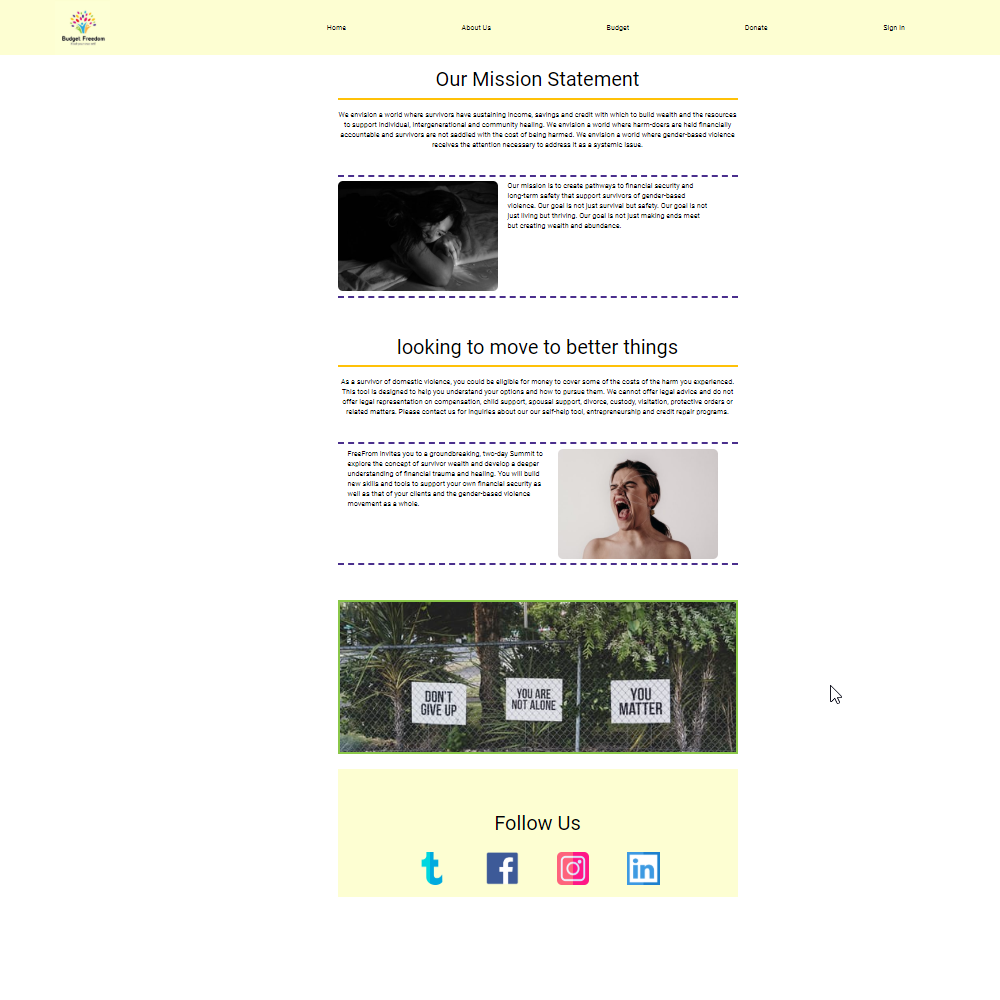 Budget Freedom
Home
About Us
Budget
Donate
Sign In
Our Mission Statement
We envision a world where survivors have sustaining income, savings and credit with which to build wealth and the resources
to support individual, intergenerational and community healing. We envision a world where harm-doers are held financially
accountable and survivors are not saddled with the cost of being harmed. We envision a world where gender-based violence
receives the attention necessary to address it as a systemic issue.
Our mission is to create pathways to financial security and
long-term safety that support survivors of gender-based
violence. Our goal is not just survival but safety. Our goal is not
just living but thriving. Our goal is not just making ends meet
but creating wealth and abundance.
looking to move to better things
As a survivor of domestic violence, you could be eligible for money to cover some of the costs of the harm you experienced.
This tool is designed to help you understand your options and how to pursue them. We cannot offer legal advice and do not
offer legal representation on compensation, child support, spousal support, divorce, custody, visitation, protective orders or
related matters. Please contact us for inquiries about our our self-help tool, entrepreneurship and credit repair programs.
FreeFrom invites you to a groundbreaking, two-day Summit to
explore the concept of survivor wealth and develop a deeper
understanding of financial trauma and healing. You will build
new skills and tools to support your own financial security as
well as that of your clients and the gender-based violence
movement as a whole.
DON'T
GIVE UP
YOU ARE
NOT ALONE
YOU
MATTER
Follow Us